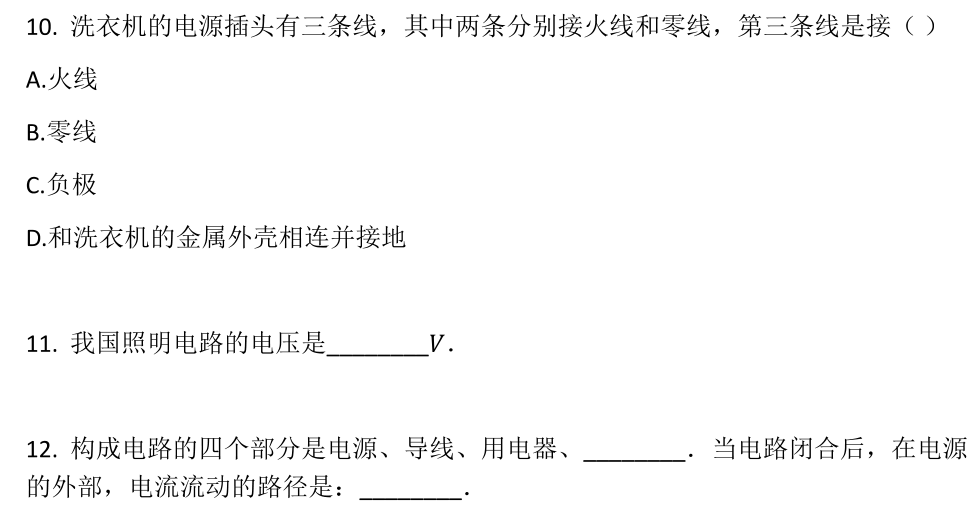 10. 洗衣机的电源插头有三条线，其中两条分别接火线和零线，第三条线是接（ ）
A.火线
B.零线
C.负极
D.和洗衣机的金属外壳相连并接地
11. 我国照明电路的电压是________V．
12. 构成电路的四个部分是电源、导线、用电器、________．当电路闭合后，在电源
的外部，电流流动的路径是：________．